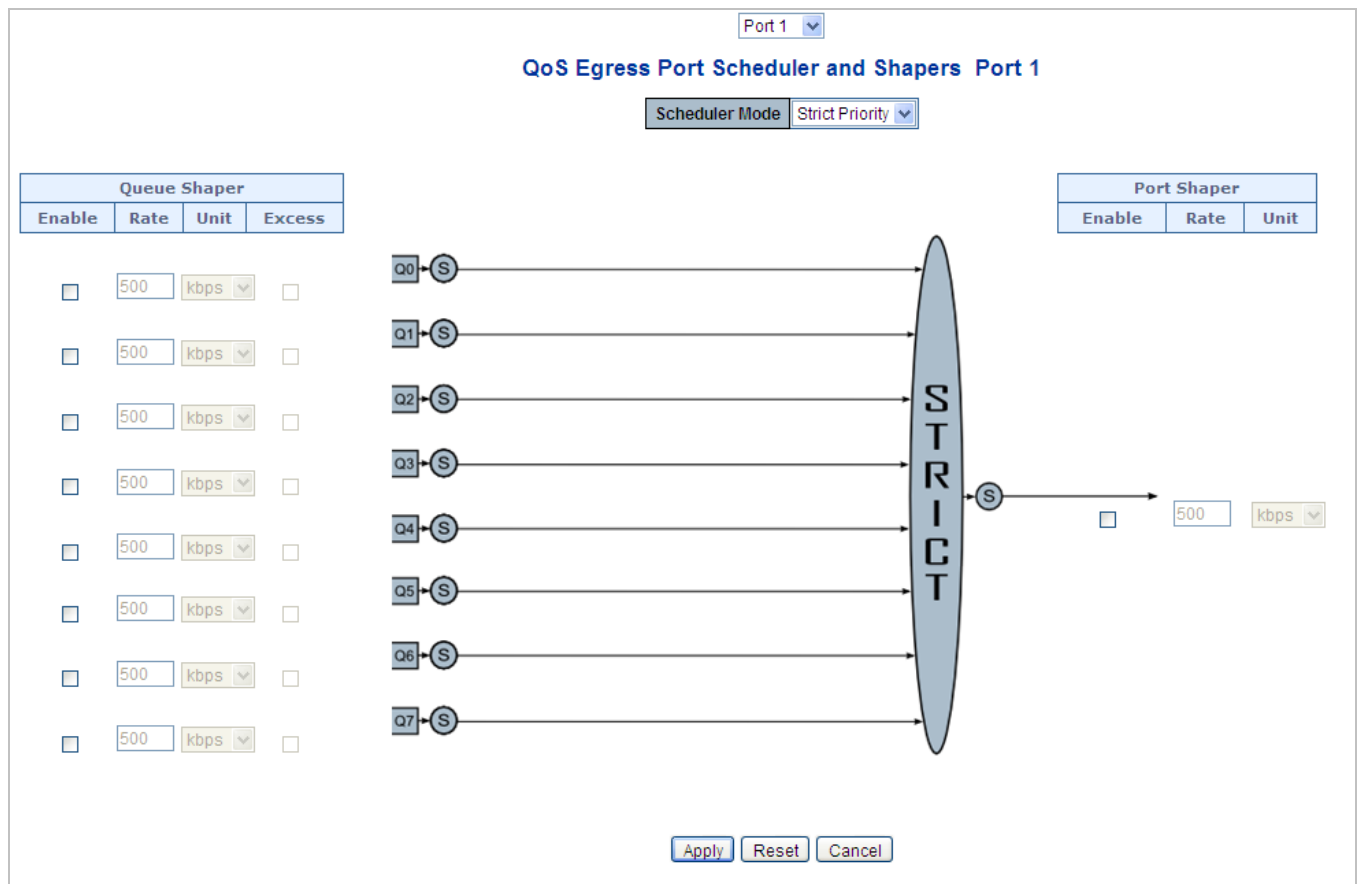 Port 1
QoS Egress Port Scheduler and Shapers Port 1
Scheduler Mode Strict Priority
Queue Shaper
Enable Rate Unit Excess
Port Shaper
Enable Rate Unit
500 kbps
Q0 S
500 kbps
Q1 S
500 kbps
Q2 S
500 kbps
Q3 S
500 kbps
Q4 S
500 kbps
Q5 S
500 kbps
Q6 S
500 kbps
Q7 S
STRICT
S
500 kbps
Apply Reset Cancel